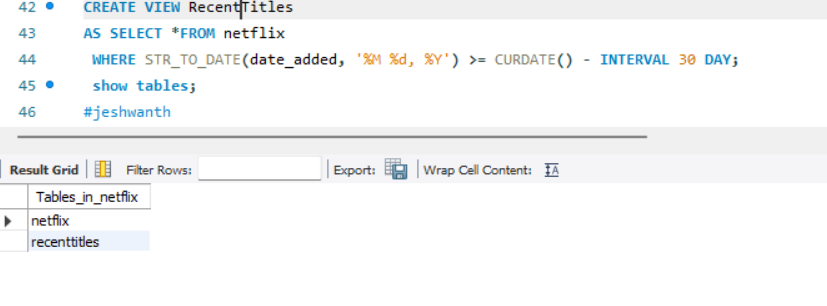 42 CREATE VIEW RecentTitles
43 AS SELECT *FROM netflix
44 WHERE STR_TO_DATE(date_added, '%M %d, %Y') >= CURDATE() - INTERVAL 30 DAY;
45 show tables;
46 #jeshwanth
Result Grid Filter Rows: Export: Wrap Cell Content: IA
Tables_in_netflix
netflix
recenttitles